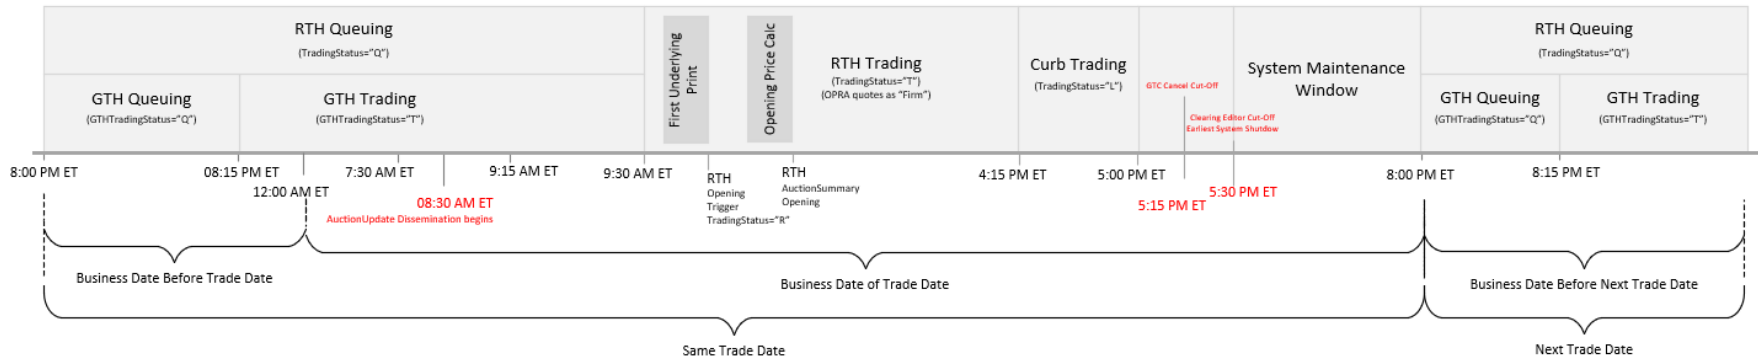 RTH Queuing
(TradingStatus="Q")
GTH Queuing
(GTHTradingStatus="Q")
GTH Trading
(GTHTradingStatus="T")
First Underlying
Print
Opening Price Calc
RTH Trading
(TradingStatus="T")
(OPRA quotes as "Firm")
Curb Trading
(TradingStatus="L")
GTC Cancel Cut-Off
Clearing Editor Cut-Off
Earliest System Shutdow
System Maintenance
Window
RTH Queuing
(TradingStatus="Q")
GTH Queuing
(GTHTradingStatus="Q")
GTH Trading
(GTHTradingStatus="T")
8:00 PM ET
08:15 PM ET
12:00 AM ET
7:30 AM ET
08:30 AM ET
AuctionUpdate Dissemination begins
9:15 AM ET
9:30 AM ET
RTH
Opening
Trigger
TradingStatus="R"
RTH
AuctionSummary
Opening
4:15 PM ET
5:00 PM ET
5:15 PM ET
5:30 PM ET
8:00 PM ET
8:15 PM ET
Business Date Before Trade Date
Business Date of Trade Date
Business Date Before Next Trade Date
Same Trade Date
Next Trade Date